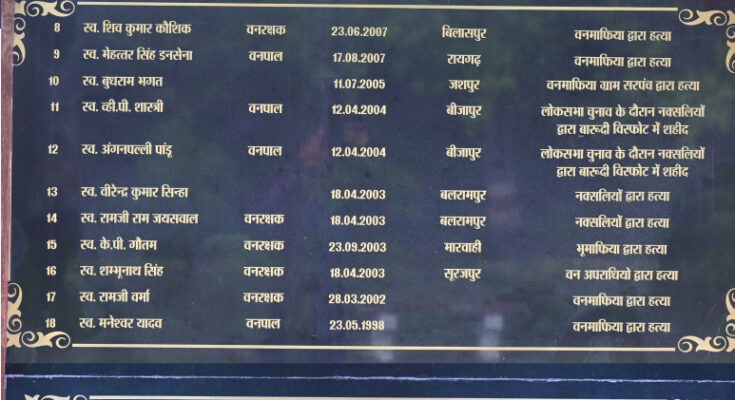 8 स्व. शिव कुमार कौशिक वनरक्षक 23.06.2007 बिलासपुर वनमाफिया द्वारा हत्या
9 स्व. मेहत्तर सिंह डनसेना वनपाल 17.08.2007 रायगढ़ वनमाफिया द्वारा हत्या
10 स्व. बुधराम भगत 11.07.2005 जशपुर वनमाफिया ग्राम सरपंच द्वारा हत्या
11 स्व. व्ही.पी. शास्त्री वनपाल 12.04.2004 बीजापुर लोकसभा चुनाव के दौरान नक्सलियों
द्वारा बारूदी विस्फोट में शहीद
12 स्व. अंगनपल्ली पांडू वनपाल 12.04.2004 बीजापुर लोकसभा चुनाव के दौरान नक्सलियों
द्वारा बारूदी विस्फोट में शहीद
13 स्व. वीरेन्द्र कुमार सिन्हा 18.04.2003 बलरामपुर नक्सलियों द्वारा हत्या
14 स्व. रामजी राम जयसवाल वनरक्षक 18.04.2003 बलरामपुर नक्सलियों द्वारा हत्या
15 स्व. के.पी. गौतम वनरक्षक 23.09.2003 मारवाही भूमाफिया द्वारा हत्या
16 स्व. शम्भूनाथ सिंह वनरक्षक 18.04.2003 सूरजपुर वन अपराधियो द्वारा हत्या
17 स्व. रामजी वर्मा वनरक्षक 28.03.2002 वनमाफिया द्वारा हत्या
18 स्व. मनेश्वर यादव वनपाल 23.05.1998 वनमाफिया द्वारा हत्या